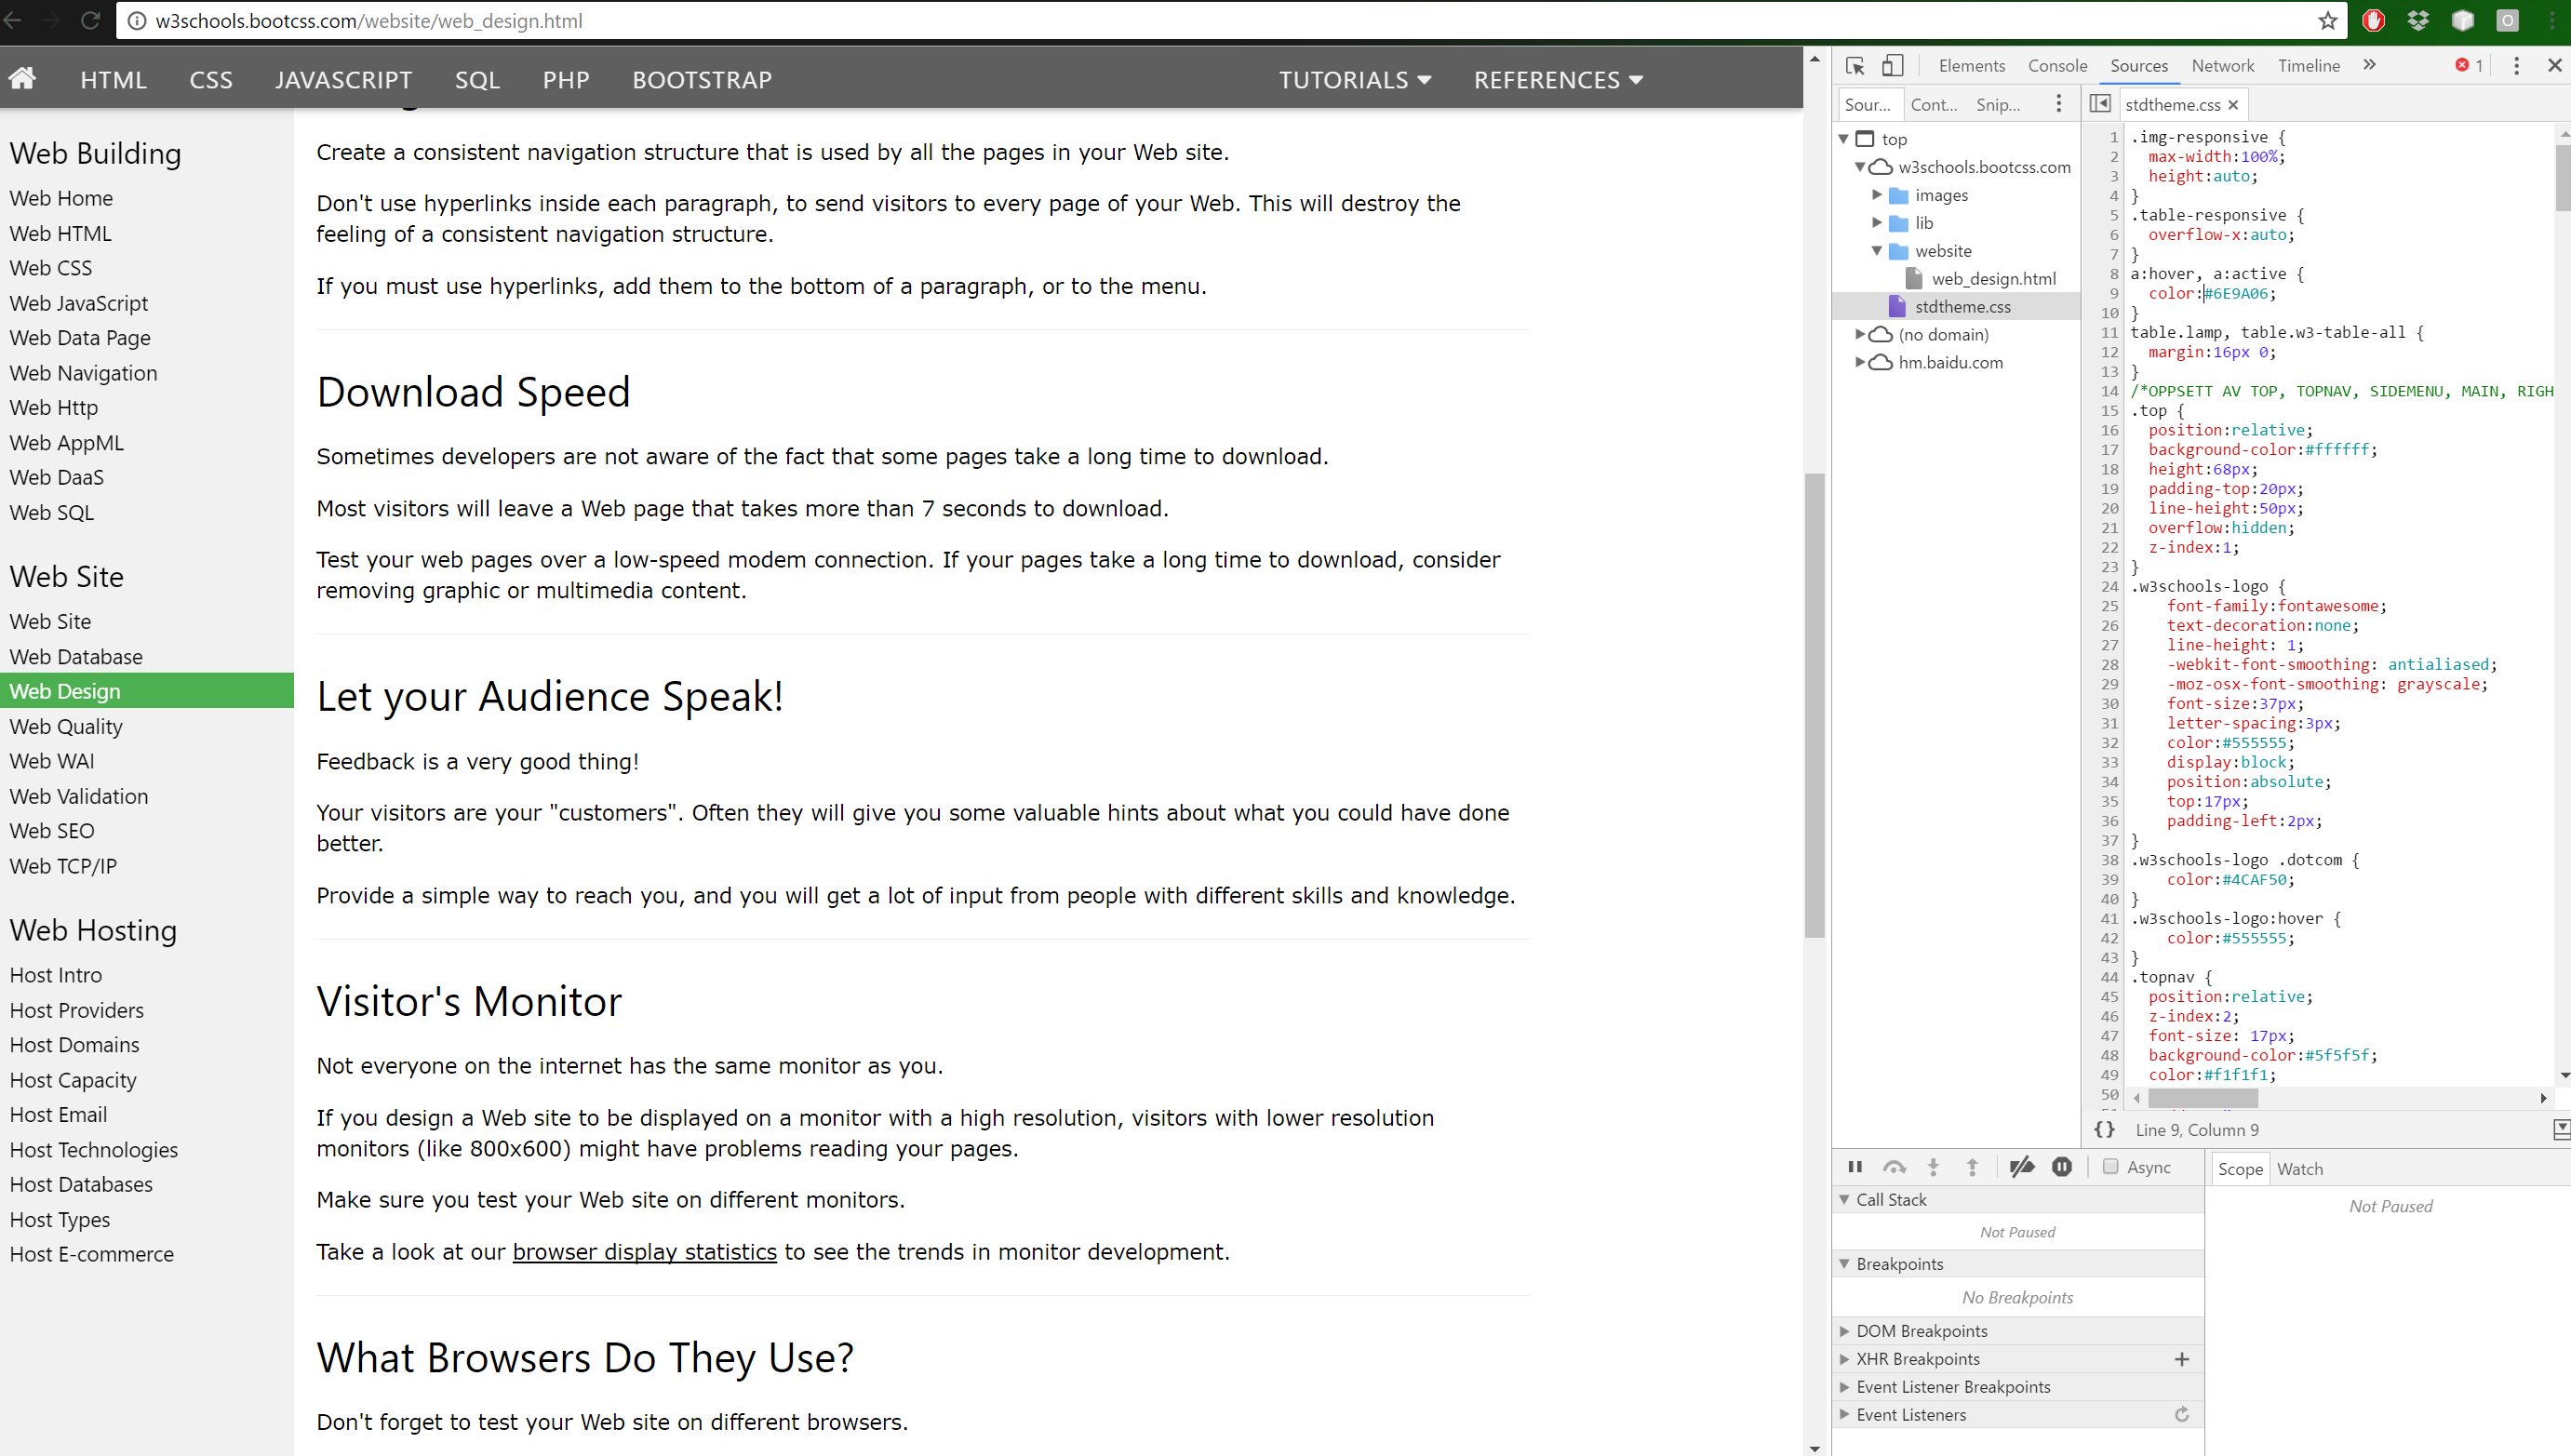 w3schools.bootcss.com/website/web_design.html
HTML CSS JAVASCRIPT SQL PHP BOOTSTRAP TUTORIALS REFERENCES
Web Building
Web Home
Web HTML
Web CSS
Web JavaScript
Web Data Page
Web Navigation
Web Http
Web AppML
Web DaaS
Web SQL
Web Site
Web Site
Web Database
Web Design
Web Quality
Web WAI
Web Validation
Web SEO
Web TCP/IP
Web Hosting
Host Intro
Host Providers
Host Domains
Host Capacity
Host Email
Host Technologies
Host Databases
Host Types
Host E-commerce
Create a consistent navigation structure that is used by all the pages in your Web site.
Don't use hyperlinks inside each paragraph, to send visitors to every page of your Web. This will destroy the
feeling of a consistent navigation structure.
If you must use hyperlinks, add them to the bottom of a paragraph, or to the menu.
Download Speed
Sometimes developers are not aware of the fact that some pages take a long time to download.
Most visitors will leave a Web page that takes more than 7 seconds to download.
Test your web pages over a low-speed modem connection. If your pages take a long time to download, consider
removing graphic or multimedia content.
Let your Audience Speak!
Feedback is a very good thing!
Your visitors are your "customers". Often they will give you some valuable hints about what you could have done
better.
Provide a simple way to reach you, and you will get a lot of input from people with different skills and knowledge.
Visitor's Monitor
Not everyone on the internet has the same monitor as you.
If you design a Web site to be displayed on a monitor with a high resolution, visitors with lower resolution
monitors (like 800x600) might have problems reading your pages.
Make sure you test your Web site on different monitors.
Take a look at our browser display statistics to see the trends in monitor development.
What Browsers Do They Use?
Don't forget to test your Web site on different browsers.
Elements Console Sources Network Timeline » 1
Sour... Cont... Snip...
top
w3schools.bootcss.com
images
lib
website
web_design.html
stdtheme.css
(no domain)
hm.baidu.com
stdtheme.css
1 .img-responsive {
2 max-width:100%;
3 height:auto;
4 }
5 .table-responsive {
6 overflow-x:auto;
7 }
8 a:hover, a:active {
9 color:#6E9A06;
10 }
11 table.lamp, table.w3-table-all {
12 margin:16px 0;
13 }
14 /*OPPSETT AV TOP, TOPNAV, SIDEMENU, MAIN, RIGH
15 .top {
16 position:relative;
17 background-color:#ffffff;
18 height:68px;
19 padding-top:20px;
20 line-height:50px;
21 overflow:hidden;
22 z-index:1;
23 }
24 .w3schools-logo {
25 font-family:fontawesome;
26 text-decoration:none;
27 line-height: 1;
28 -webkit-font-smoothing: antialiased;
29 -moz-osx-font-smoothing: grayscale;
30 font-size:37px;
31 letter-spacing:3px;
32 color:#555555;
33 display:block;
34 position:absolute;
35 top:17px;
36 padding-left:2px;
37 }
38 .w3schools-logo .dotcom {
39 color:#4CAF50;
40 }
41 .w3schools-logo:hover {
42 color:#555555;
43 }
44 .topnav {
45 position:relative;
46 z-index:2;
47 font-size: 17px;
48 background-color:#5f5f5f;
49 color:#f1f1f1;
50
{} Line 9, Column 9
Async
Call Stack
Not Paused
Breakpoints
No Breakpoints
DOM Breakpoints
XHR Breakpoints
Event Listener Breakpoints
Event Listeners
Scope Watch
Not Paused